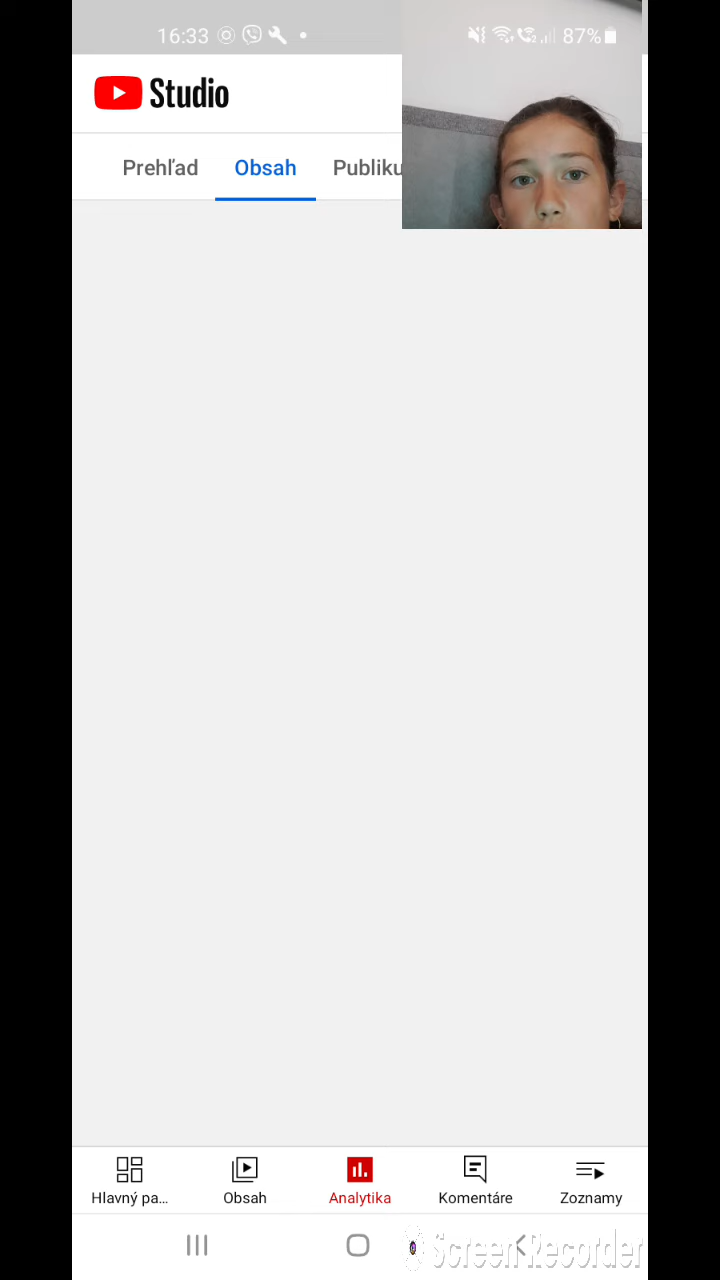 16:33 87%
Studio
Prehľad Obsah Publiku
Hlavný pa... Obsah Analytika Komentáre Zoznamy
Screen Recorder